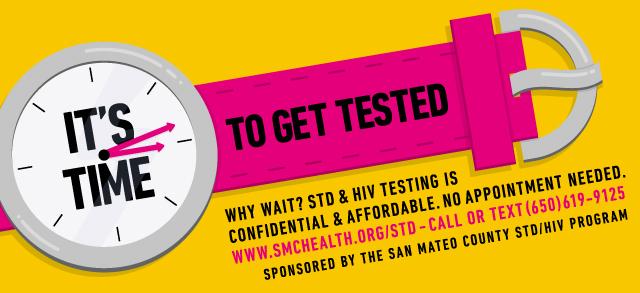 IT'S
TIME
TO GET TESTED
WHY WAIT? STD & HIV TESTING IS
CONFIDENTIAL & AFFORDABLE. NO APPOINTMENT NEEDED.
WWW.SMCHEALTH.ORG/STD - CALL OR TEXT (650) 619-9125
SPONSORED BY THE SAN MATEO COUNTY STD/HIV PROGRAM